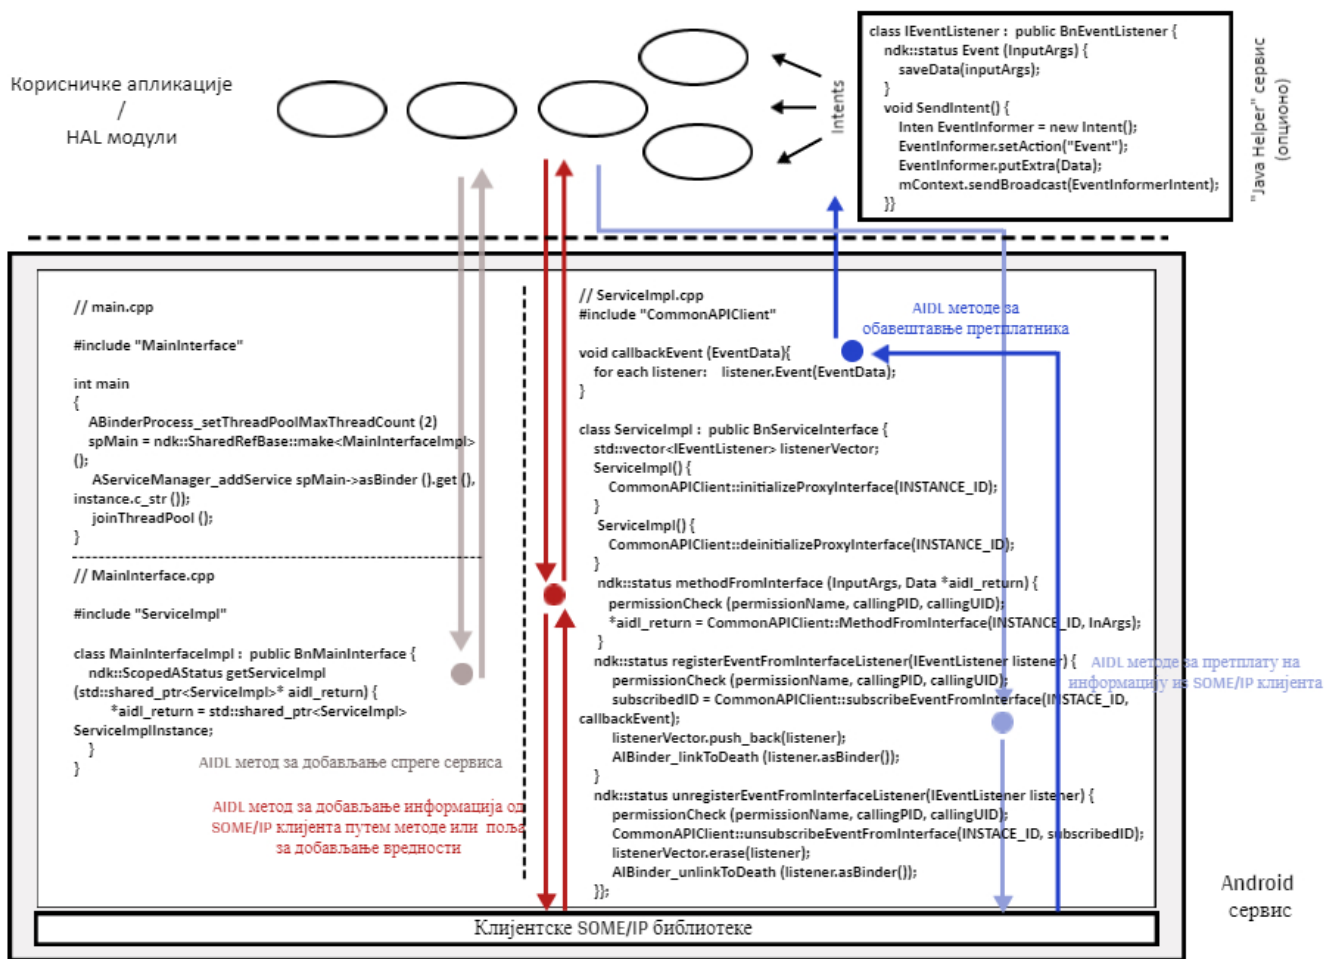 Корисничке апликације
/
HAL модули
Intents
class IEventListener : public BnEventListener {
ndk::status Event (InputArgs) {
saveData(inputArgs);
}
void SendIntent() {
Inten EventInformer = new Intent();
EventInformer.setAction("Event");
EventInformer.putExtra(Data);
mContext.sendBroadcast(EventInformerIntent);
}}
"Java Helper" сервис
(опционо)
// main.cpp
#include "MainInterface"
int main
{
ABinderProcess_setThreadPoolMaxThreadCount (2)
spMain = ndk::SharedRefBase::make<MainInterfaceImpl>
();
AServiceManager_addService spMain->asBinder ().get (),
instance.c_str ());
joinThreadPool ();
}
// MainInterface.cpp
#include "ServiceImpl"
class MainInterfaceImpl : public BnMainInterface {
ndk::ScopedAStatus getServiceImpl
(std::shared_ptr<ServiceImpl>* aidl_return) {
*aidl_return = std::shared_ptr<ServiceImpl>
ServiceImplInstance;
}
}
AIDL метод за добављање спреге сервиса
AIDL метод за добављање информација од
SOME/IP клијента путем методе или поља
за добављање вредности
// ServiceImpl.cpp
#include "CommonAPIClient"
AIDL методе за
обавештавње претплатника
void callbackEvent (EventData){
for each listener: listener.Event(EventData);
}
class ServiceImpl : public BnServiceInterface {
std::vector<IEventListener> listenerVector;
ServiceImpl() {
CommonAPIClient::initializeProxyInterface(INSTANCE_ID);
}
ServiceImpl() {
CommonAPIClient::deinitializeProxyInterface(INSTANCE_ID);
}
ndk::status methodFromInterface (InputArgs, Data *aidl_return) {
permissionCheck (permissionName, callingPID, callingUID);
*aidl_return = CommonAPIClient::MethodFromInterface(INSTANCE_ID, InArgs);
}
ndk::status registerEventFromInterfaceListener(IEventListener listener) {
permissionCheck (permissionName, callingPID, callingUID);
subscribedID = CommonAPIClient::subscribeEventFromInterface(INSTACE_ID,
callbackEvent);
listenerVector.push_back(listener);
AIBinder_linkToDeath (listener.asBinder());
}
ndk::status unregisterEventFromInterfaceListener(IEventListener listener) {
permissionCheck (permissionName, callingPID, callingUID);
CommonAPIClient::unsubscribeEventFromInterface(INSTACE_ID, subscribedID);
listenerVector.erase(listener);
AIBinder_unlinkToDeath (listener.asBinder());
}};
AIDL методе за претплату на
информацију из SOME/IP клијента
Клијентске SOME/IP библиотеке
Android
сервис